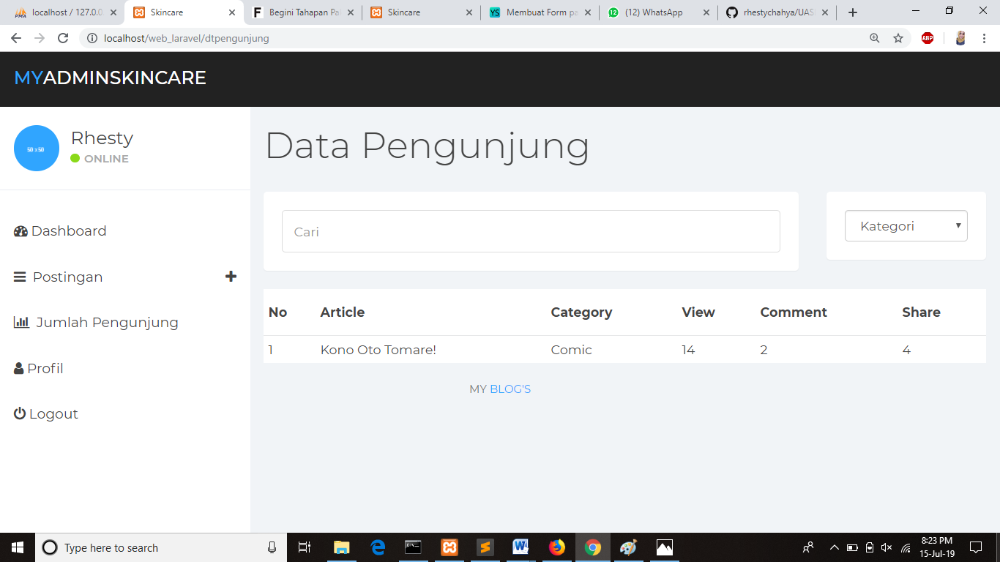 localhost / 127.0.0
Skincare
Begini Tahapan Pa
Skincare
Membuat Form pa
(12) WhatsApp
rhestychahya/UAS
localhost/web_laravel/dtpengunjung
ABP
MYADMINSKINCARE
50 x 50
Rhesty
ONLINE
Dashboard
Postingan
Jumlah Pengunjung
Profil
Logout
Data Pengunjung
Cari
Kategori
No Article Category View Comment Share
1 Kono Oto Tomare! Comic 14 2 4
MY BLOG'S
Type here to search
8:23 PM
15-Jul-19